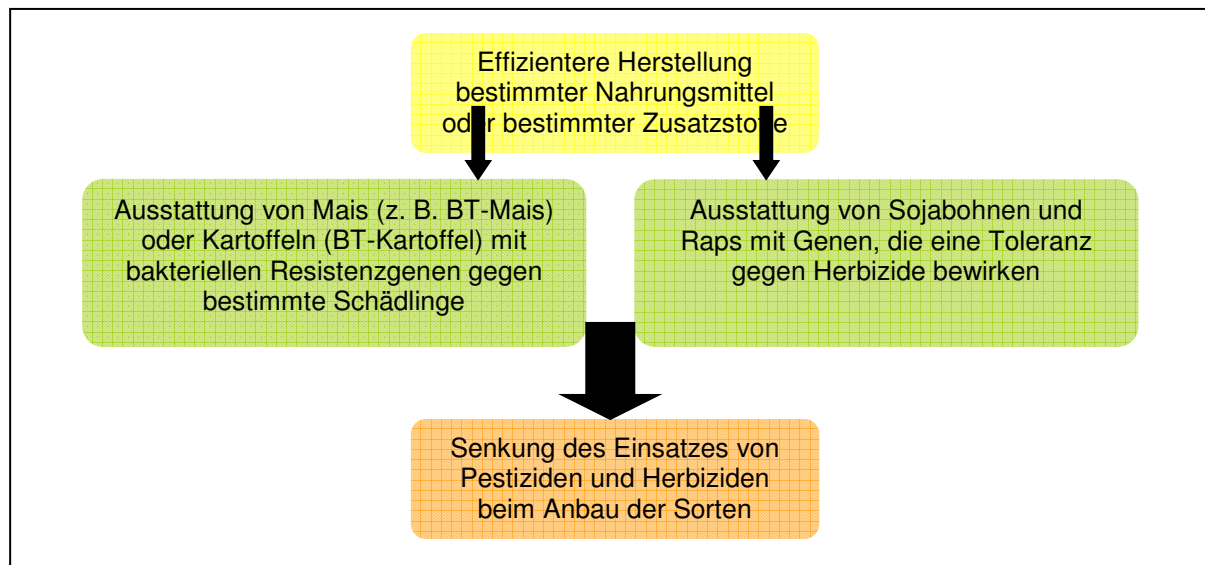 Effizientere Herstellung
bestimmter Nahrungsmittel
oder bestimmter Zusatzstoffe
Ausstattung von Mais (z. B. BT-Mais)
oder Kartoffeln (BT-Kartoffel) mit
bakteriellen Resistenzgenen gegen
bestimmte Schädlinge
Ausstattung von Sojabohnen und
Raps mit Genen, die eine Toleranz
gegen Herbizide bewirken
Senkung des Einsatzes von
Pestiziden und Herbiziden
beim Anbau der Sorten